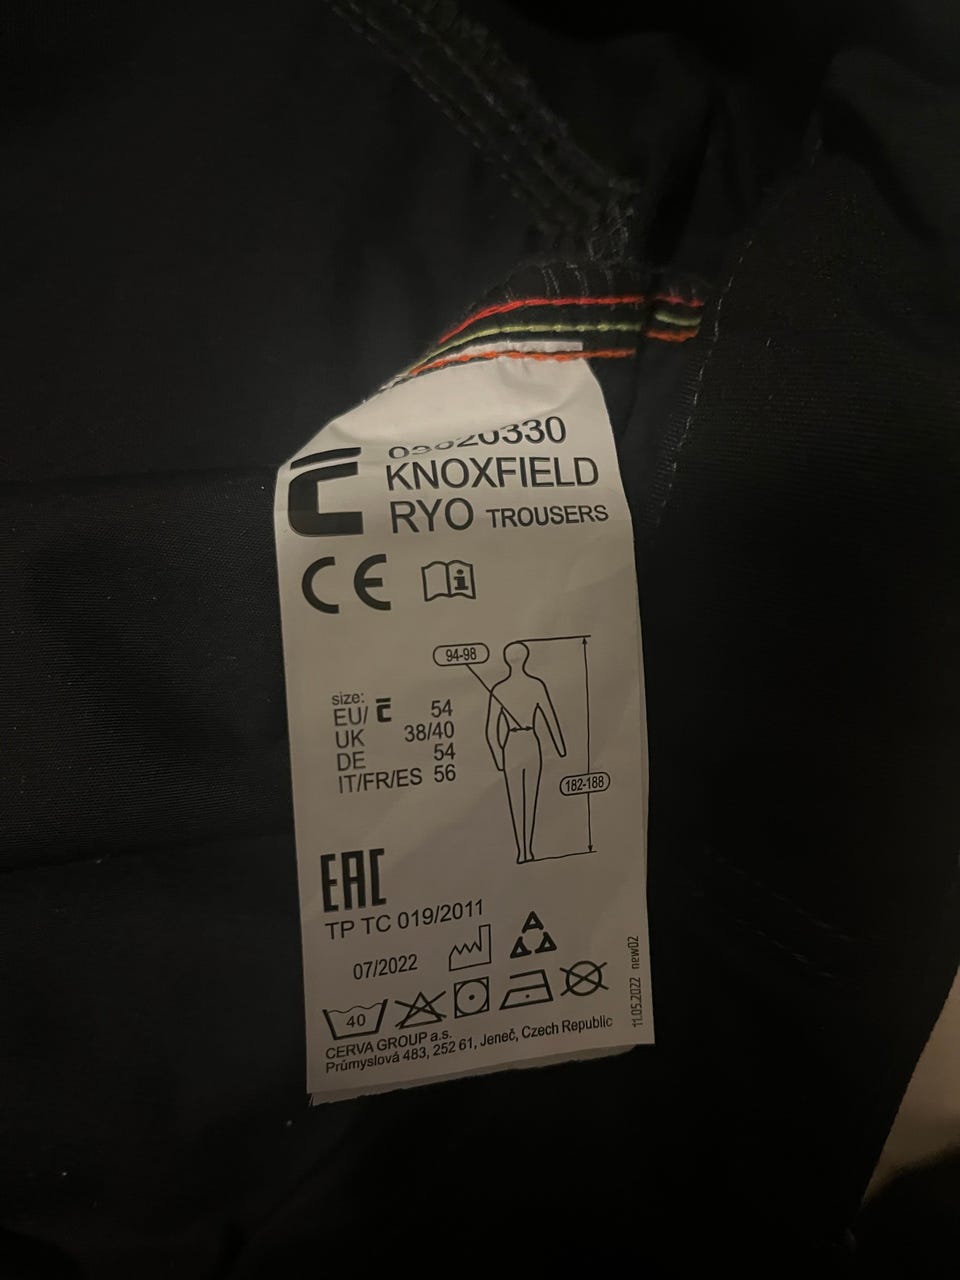 KNOXFIELD
RYO TROUSERS
CE
i
94-98
size:
EU/ 54
UK 38/40
DE 54
IT/FR/ES 56
182-188
EAC
TP TC 019/2011
07/2022
40
CERVA GROUP a.s.
Průmyslová 483, 252 61, Jeneč, Czech Republic
11.05.2022 new02